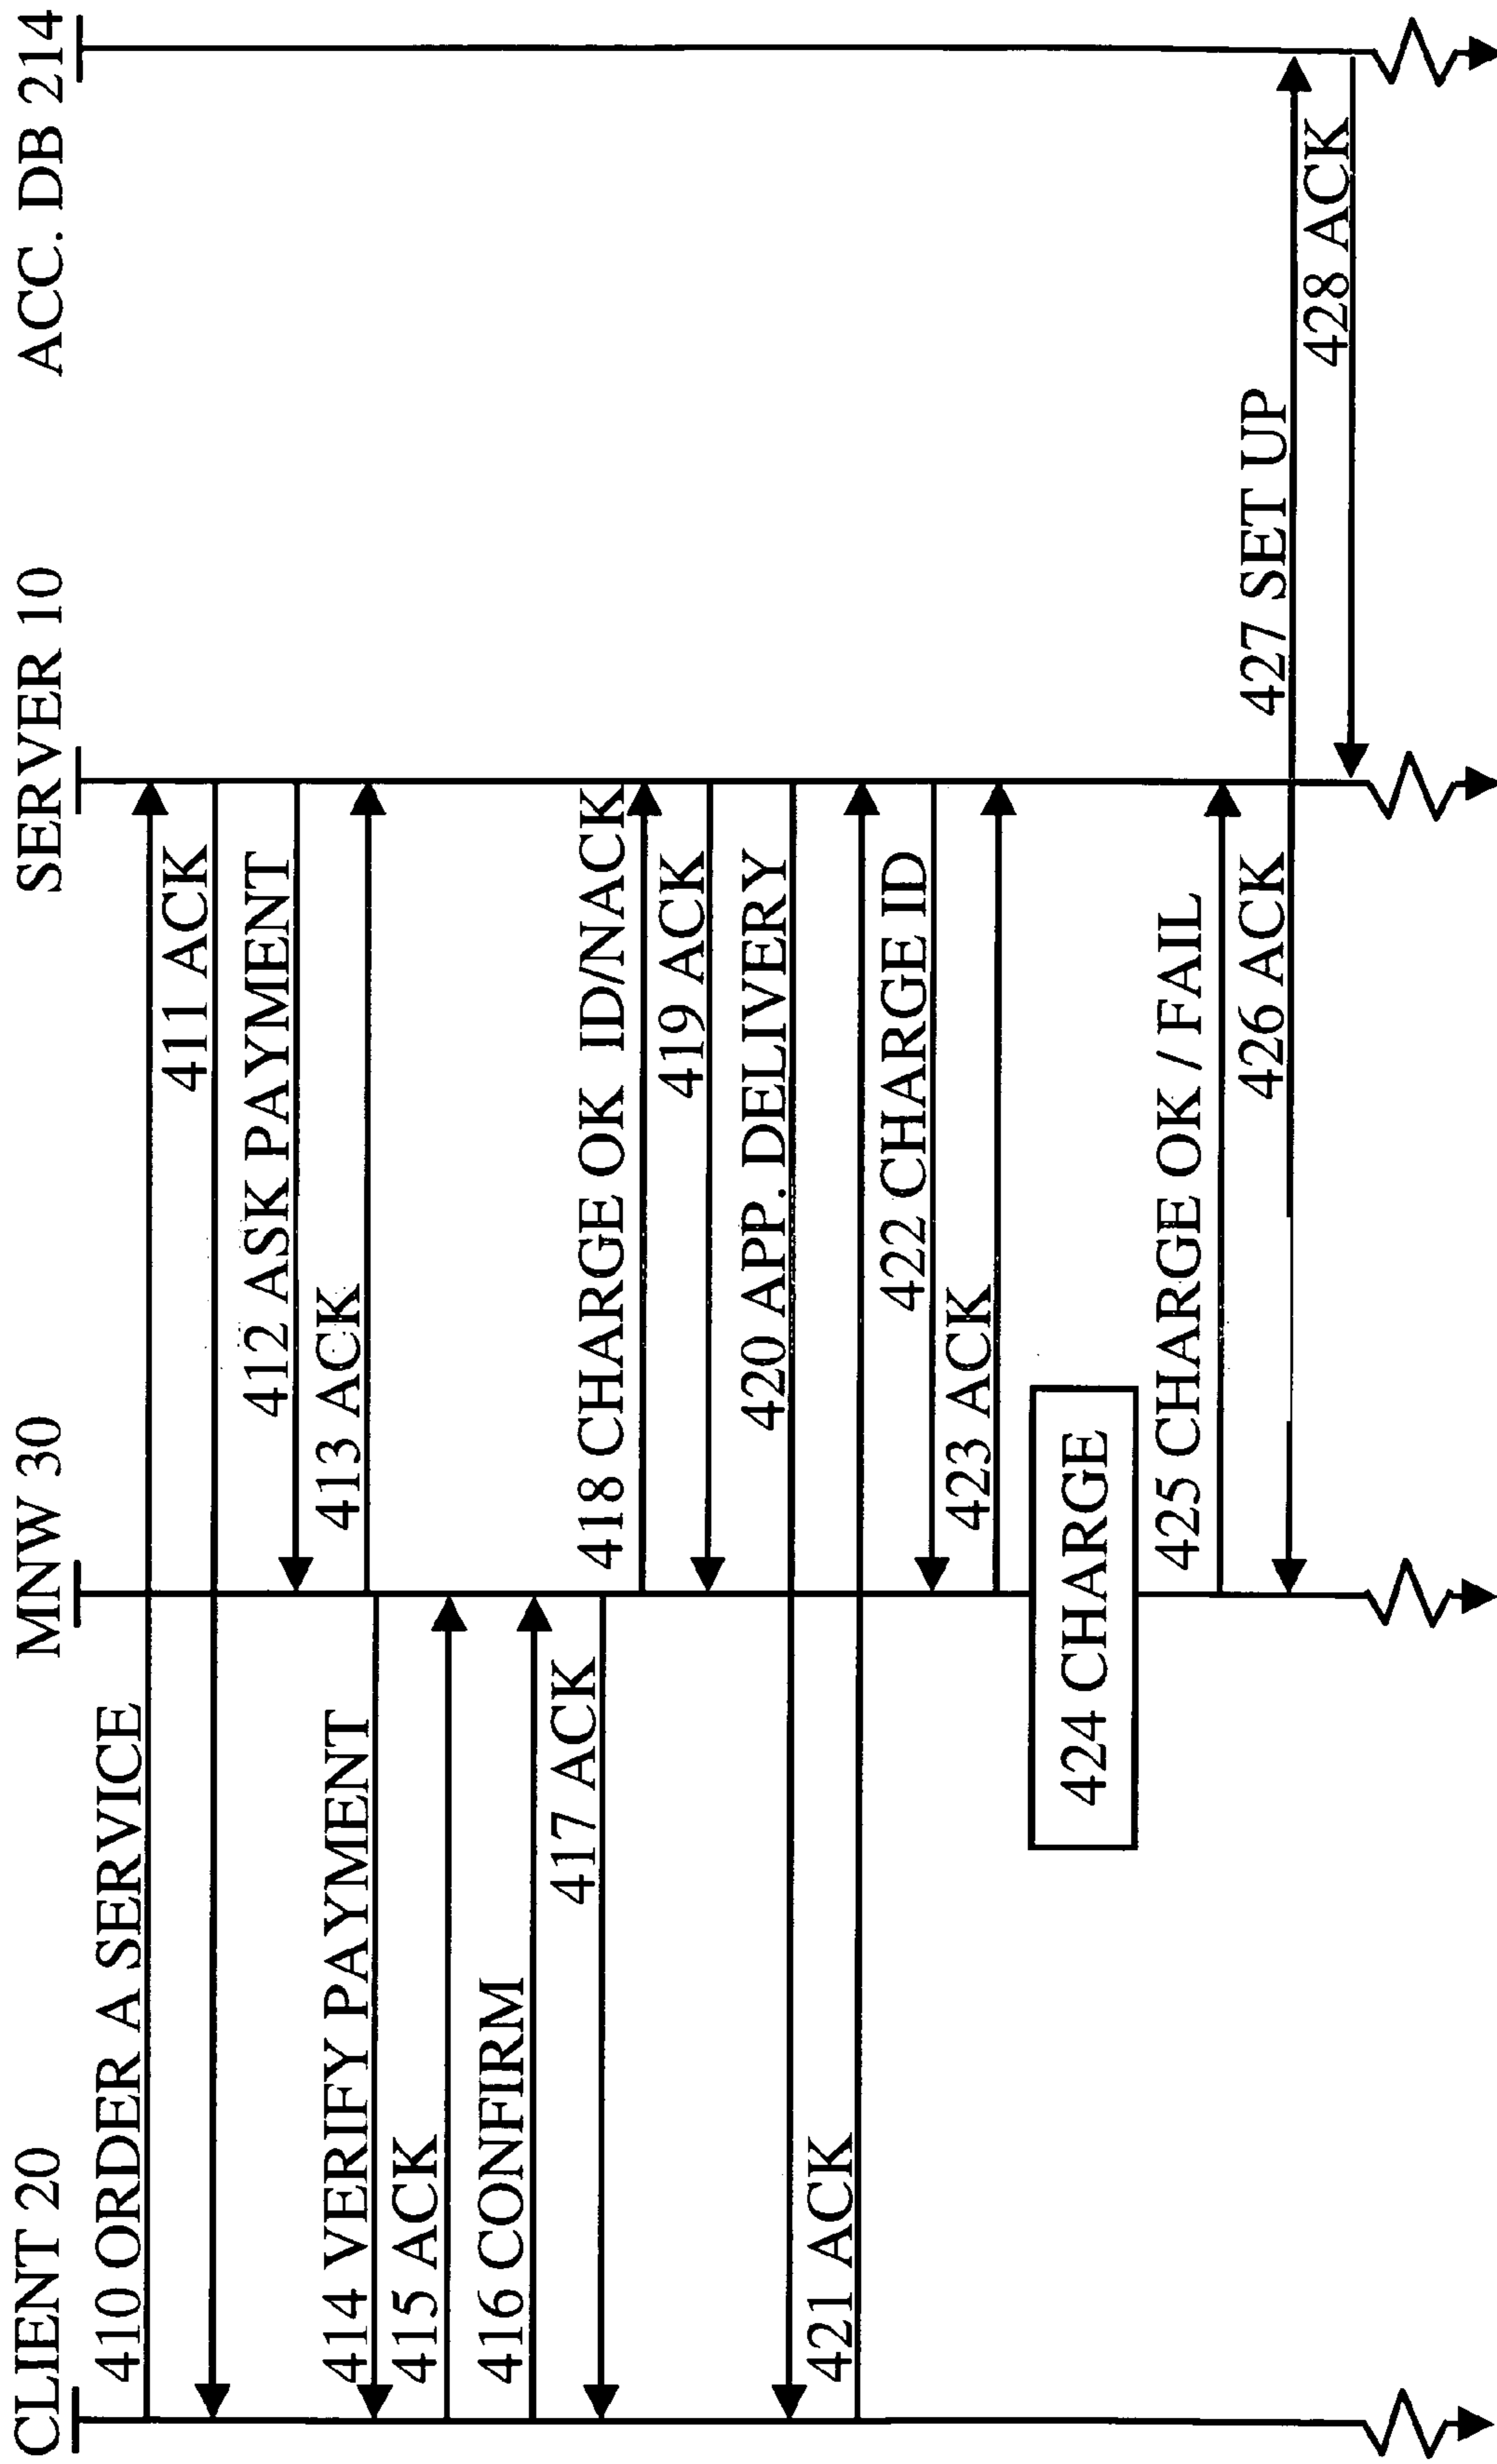 CLIENT 20
MNW 30
SERVER 10
ACC. DB 214
410 ORDER A SERVICE
411 ACK
412 ASK PAYMENT
413 ACK
414 VERIFY PAYMENT
415 ACK
416 CONFIRM
417 ACK
418 CHARGE OK ID/NACK
419 ACK
420 APP. DELIVERY
421 ACK
422 CHARGE ID
423 ACK
424 CHARGE
425 CHARGE OK / FAIL
426 ACK
427 SET UP
428 ACK